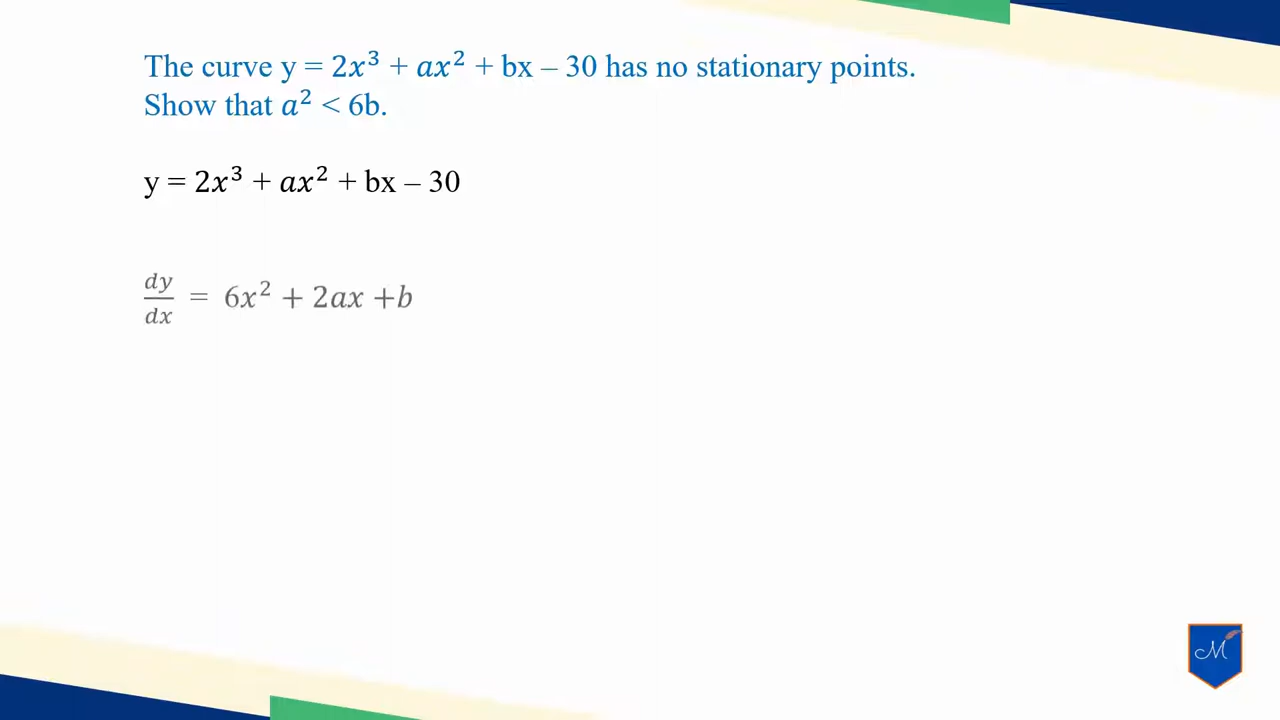 The curve y = 2x³ + ax² + bx – 30 has no stationary points.
Show that a² < 6b.
y = 2x³ + ax² + bx – 30
dy/dx = 6x² + 2ax +b
M